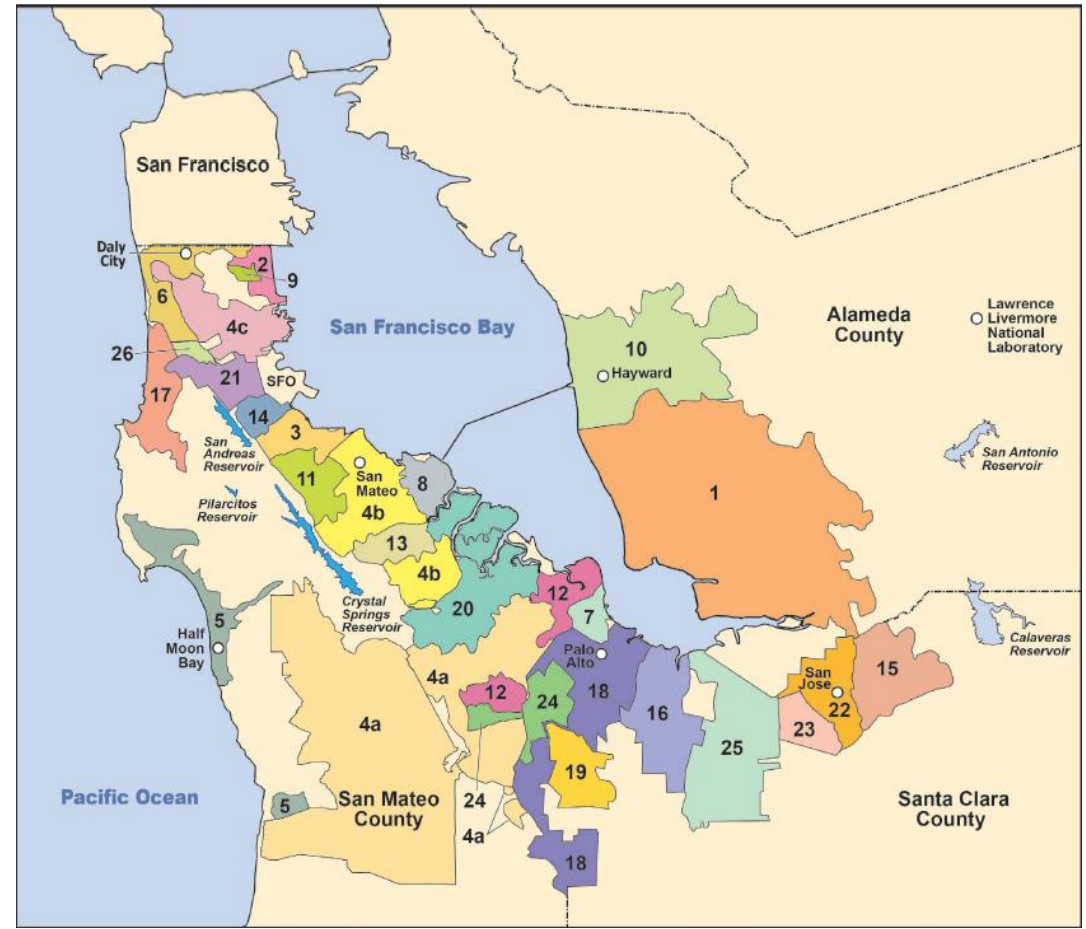 San Francisco
Daly
City
2
9
6
4c
San Francisco Bay
26
21
SFO
17
14
3
San
Andreas
Reservoir
11
San
Mateo
8
4b
Pilarcitos
Reservoir
13
4b
Crystal
Springs
Reservoir
20
12
7
5
Half
Moon
Bay
4a
12
24
Palo
Alto
18
16
4a
24
19
25
5
San Mateo
County
4a
18
Pacific Ocean
10
Hayward
Alameda
County
Lawrence
Livermore
National
Laboratory
San Antonio
Reservoir
1
Calaveras
Reservoir
15
San
Jose
22
23
Santa Clara
County